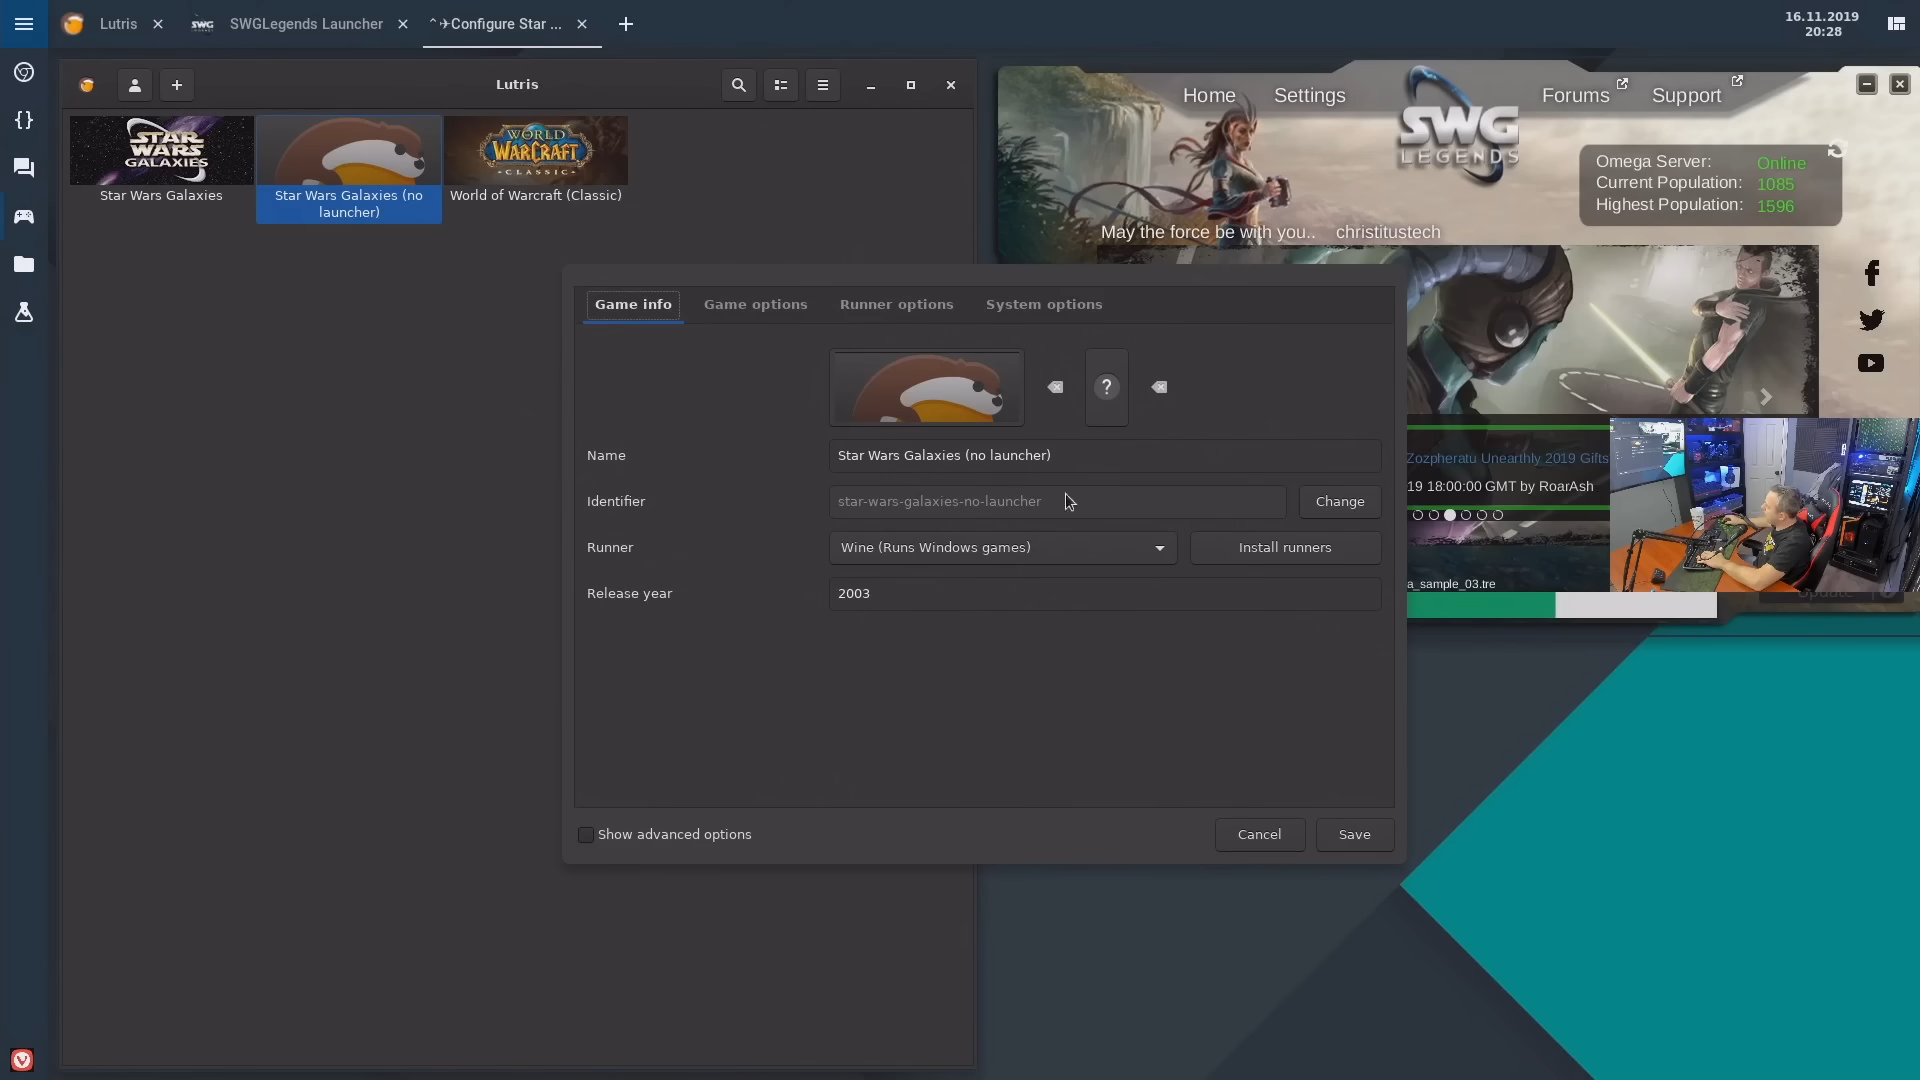 Lutris
SWGLegends Launcher
Configure Star ...
16.11.2019
20:28
Lutris
STAR WARS GALAXIES
Star Wars Galaxies
Star Wars Galaxies (no
launcher)
WORLD OF WARCRAFT
CLASSIC
World of Warcraft (Classic)
Home
Settings
SWG
LEGENDS
Forums
Support
Omega Server: Online
Current Population: 1085
Highest Population: 1596
May the force be with you.. christitustech
Game info
Game options
Runner options
System options
?
Name
Star Wars Galaxies (no launcher)
Identifier
star-wars-galaxies-no-launcher
Change
Runner
Wine (Runs Windows games)
Install runners
Release year
2003
Zozpheratu Unearthly 2019 Gifts
19 18:00:00 GMT by RoarAsh
a_sample_03.tre
Update
Show advanced options
Cancel
Save